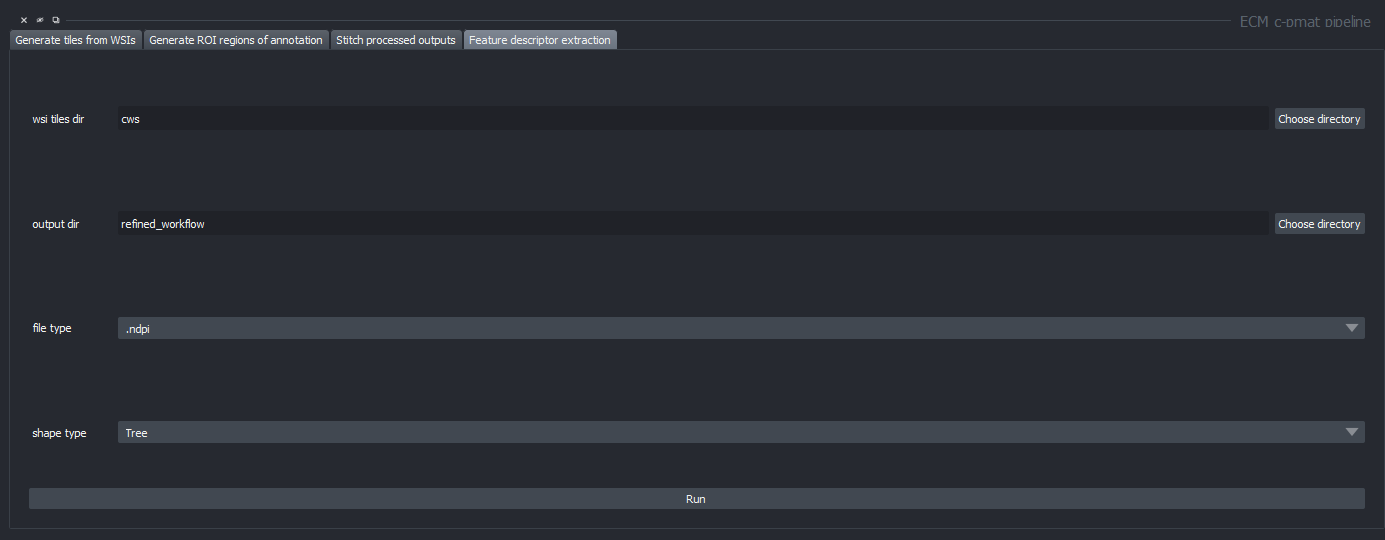 ECM c-pmat pipeline
Generate tiles from WSIs Generate ROI regions of annotation Stitch processed outputs Feature descriptor extraction
wsi tiles dir cws Choose directory
output dir refined_workflow Choose directory
file type .ndpi
shape type Tree
Run